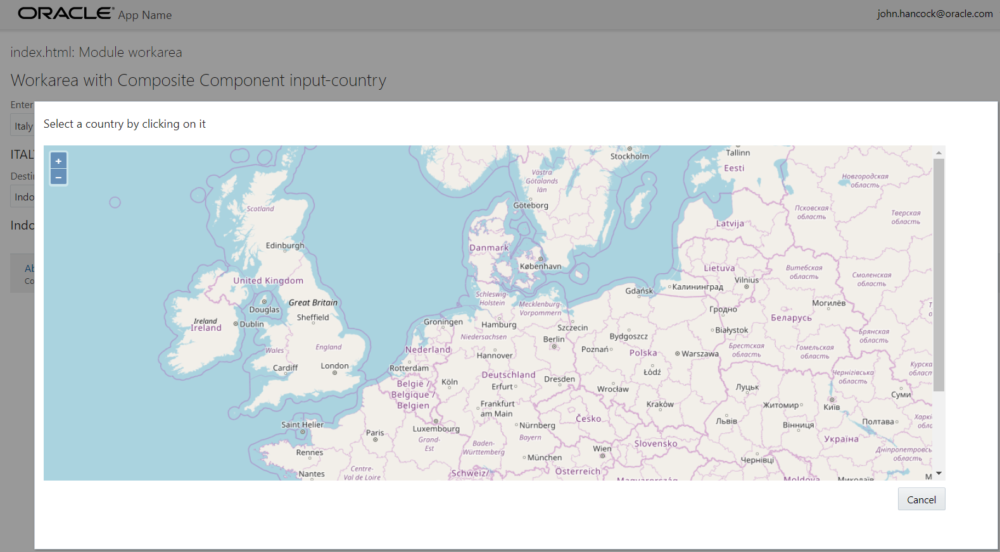 ORACLE® App Name
john.hancock@oracle.com
index.html: Module workarea
Workarea with Composite Component input-country
Enter
Italy
ITAL
Destin
Indo
Indo
Ab
Co
Select a country by clicking on it
+
−
Stockholm
Tallinn
Eesti
Västra
Götalands
län
Новгородская
область
Göteborg
Scotland
Псковская
область
Тверская
область
Latvija
Edinburgh
Danmark
København
Lietuva
Vilnius
Витебская
область
Смоленская
область
United Kingdom
Калининград
Gdańsk
Schleswig-
Holstein
Mecklenburg-
Vorpommern
Great Britain
Douglas
Sheffield
Гродно
Могилёв
Беларусь
Ireland
Ireland
Dublin
Groningen
Hamburg
Szczecin
Białystok
Брянская
область
Niedersachsen
Berlin
Bydgoszcz
Wales
England
Nederland
Hannover
Poznań
Polska
Warszawa
Брестская
область
Гомельская
область
Cardiff
London
Rotterdam
Deutschland
Łódź
Чернігівська
область
Курска
област
België /
Belgique /
Belgien
Köln
Erfurt
Dresden
Wrocław
Луцьк
Суми
Frankfurt
am Main
Kraków
Житомир
Київ
Česko
Львів
Saint Helier
Luxembourg
Nürnberg
Вінниця
Полтава
Харкі
обла
Paris
Grand-
Est
Baden-
Württemberg
Bayern
Slovensko
Україна
Rennes
München
Wien
Чернівці
Дніпропетровсь
область
Nantes
Centre-
Val de Loire
Schweiz/
Österreich
Magyarország
Moldova
Миколаїв
М
Cancel